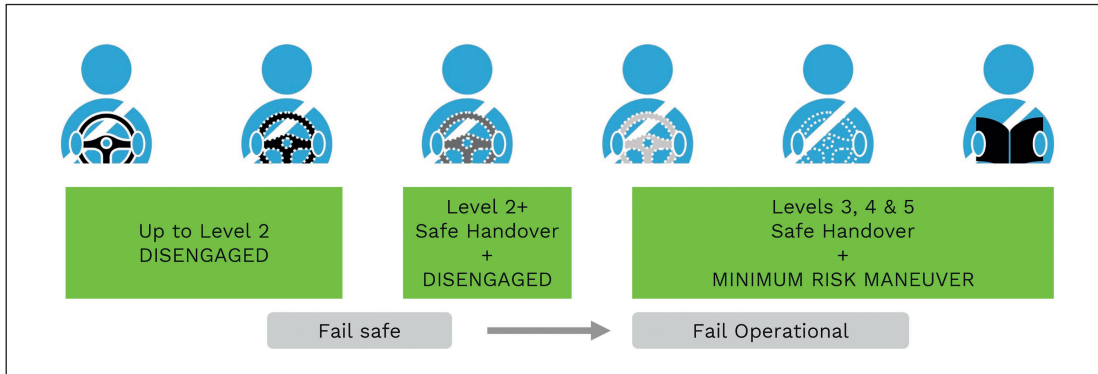 Up to Level 2
DISENGAGED
Level 2+
Safe Handover
+
DISENGAGED
Levels 3, 4 & 5
Safe Handover
+
MINIMUM RISK MANEUVER
Fail safe
Fail Operational